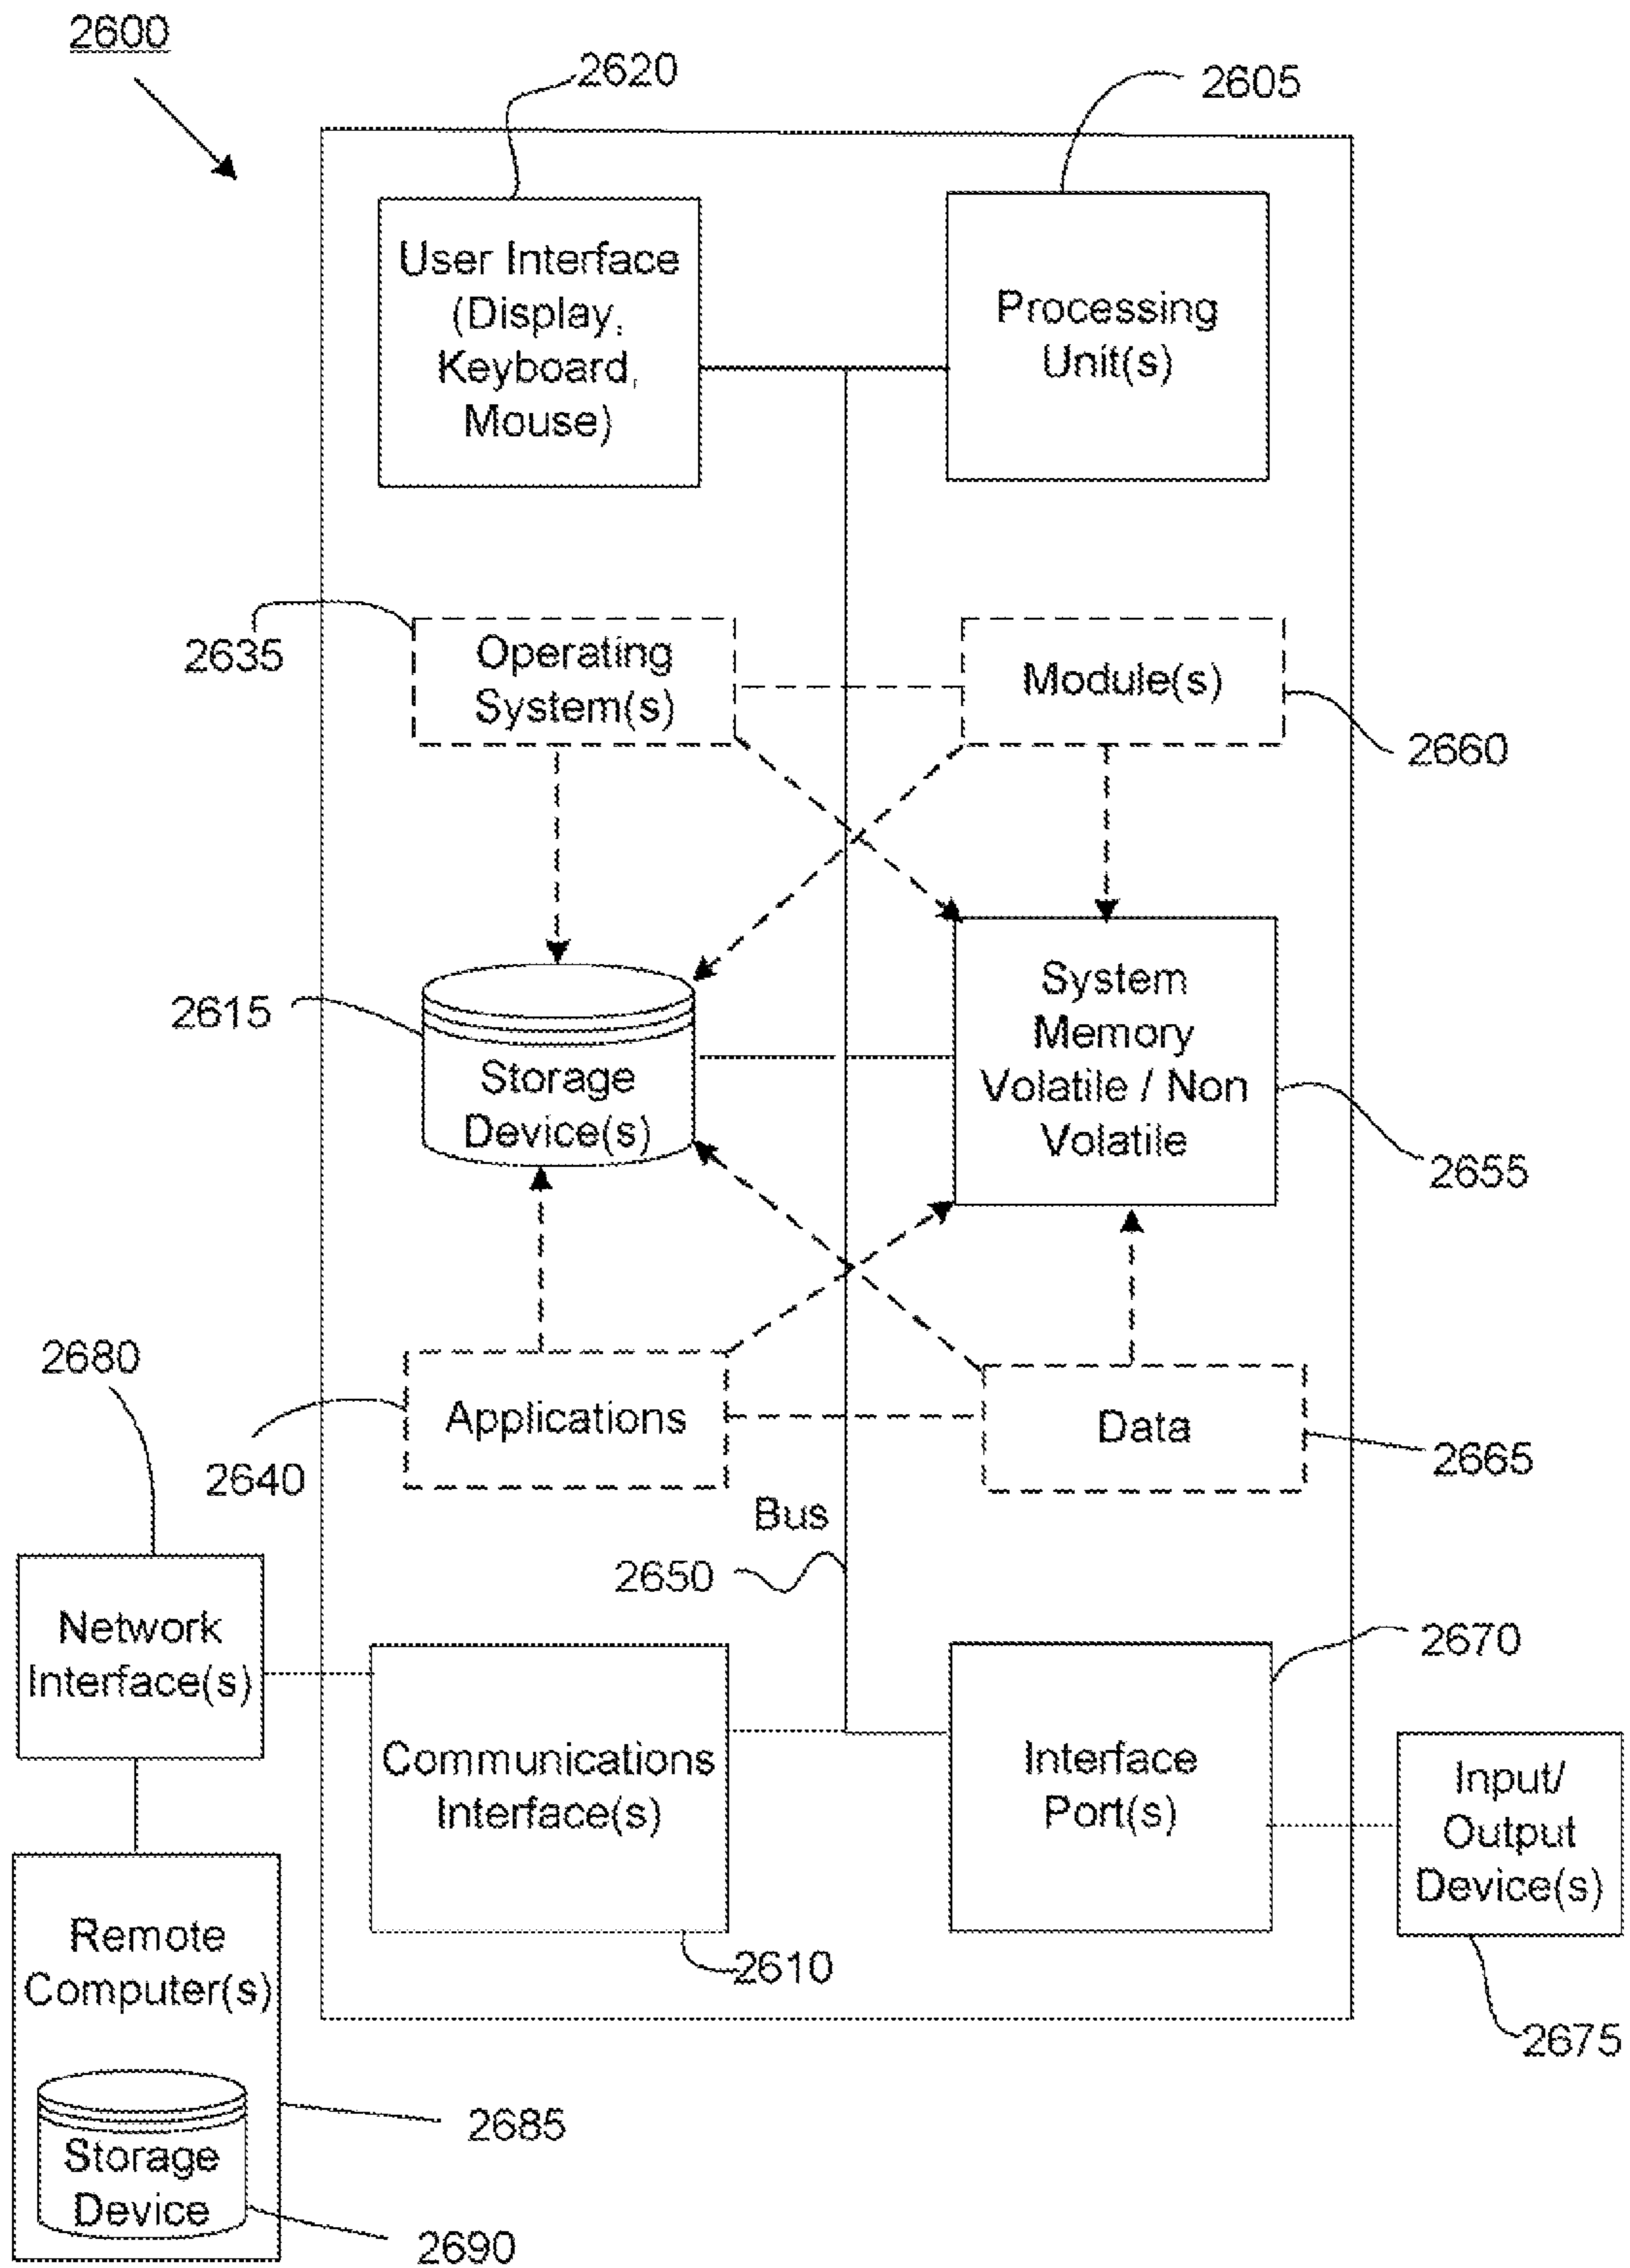 2600
2620
2605
User Interface
(Display,
Keyboard,
Mouse)
Processing
Unit(s)
2635
Operating
System(s)
Module(s)
2660
2615
Storage
Device(s)
System
Memory
Volatile / Non
Volatile
2655
2680
2640
Applications
Data
2665
Bus
2650
Network
Interface(s)
2670
Communications
Interface(s)
Interface
Port(s)
Input/
Output
Device(s)
2610
2675
Remote
Computer(s)
2685
Storage
Device
2690